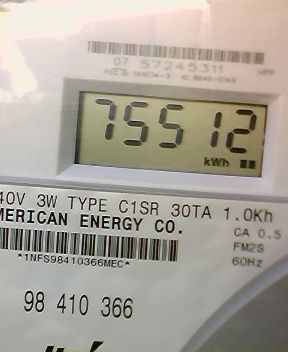 07 57245311
75512
kWh
40V 3W TYPE C1SR 30TA 1.0Kh
MERICAN ENERGY CO.
CA 0.5
FM2S
60Hz
*1NFS98410366MEC*
98 410 366